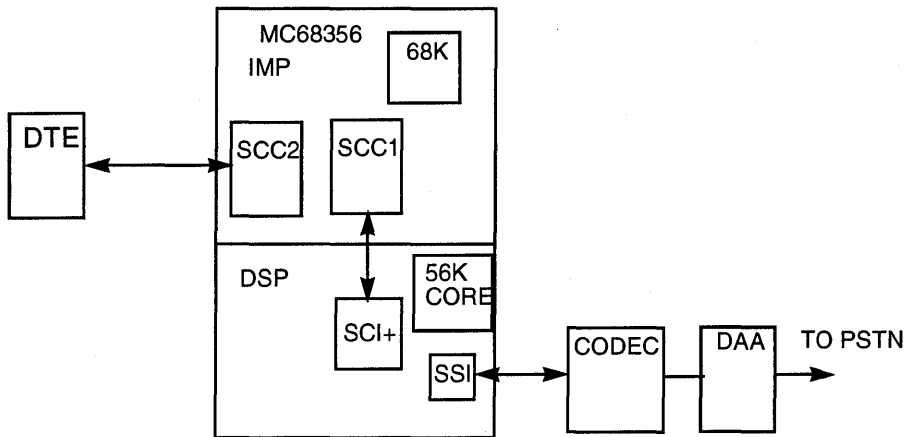 MC68356
IMP
68K
DTE
SCC2
SCC1
DSP
56K
CORE
SCI+
SSI
CODEC
DAA
TO PSTN